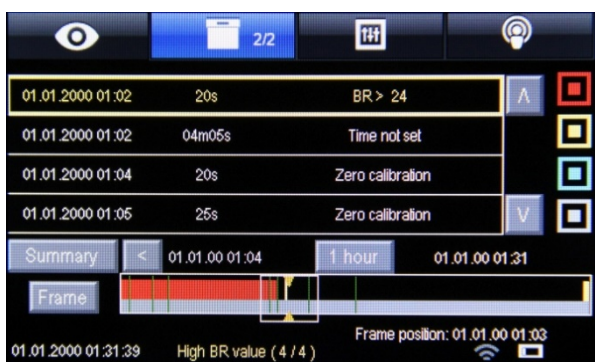 2/2
01.01.2000 01:02 20s BR > 24
01.01.2000 01:02 04m05s Time not set
01.01.2000 01:04 20s Zero calibration
01.01.2000 01:05 25s Zero calibration
Summary < 01.01.00 01:04 1 hour 01.01.00 01:31
Frame
Frame position: 01.01.00 01:03
01.01.2000 01:31:39 High BR value ( 4 / 4 )